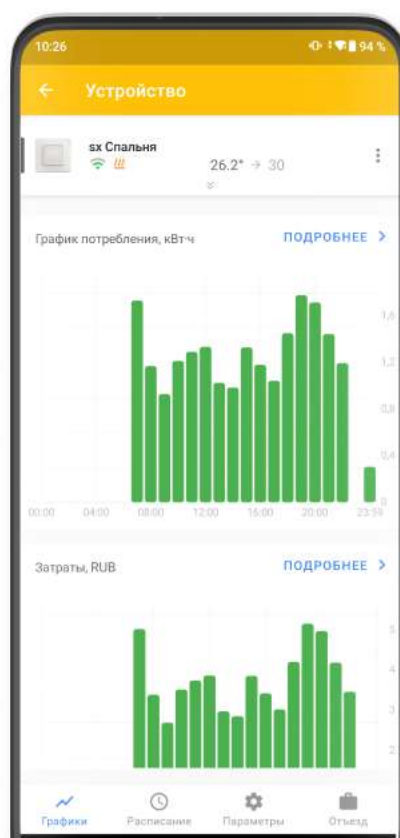 10:26 94 %
Устройство
sx Спальня
26.2° → 30
График потребления, кВт·ч ПОДРОБНЕЕ >
1,6
1,2
0,8
0,4
0
00:00 04:00 08:00 12:00 16:00 20:00 23:59
Затраты, RUB ПОДРОБНЕЕ >
5
4
3
2
Графики Расписание Параметры Отъезд